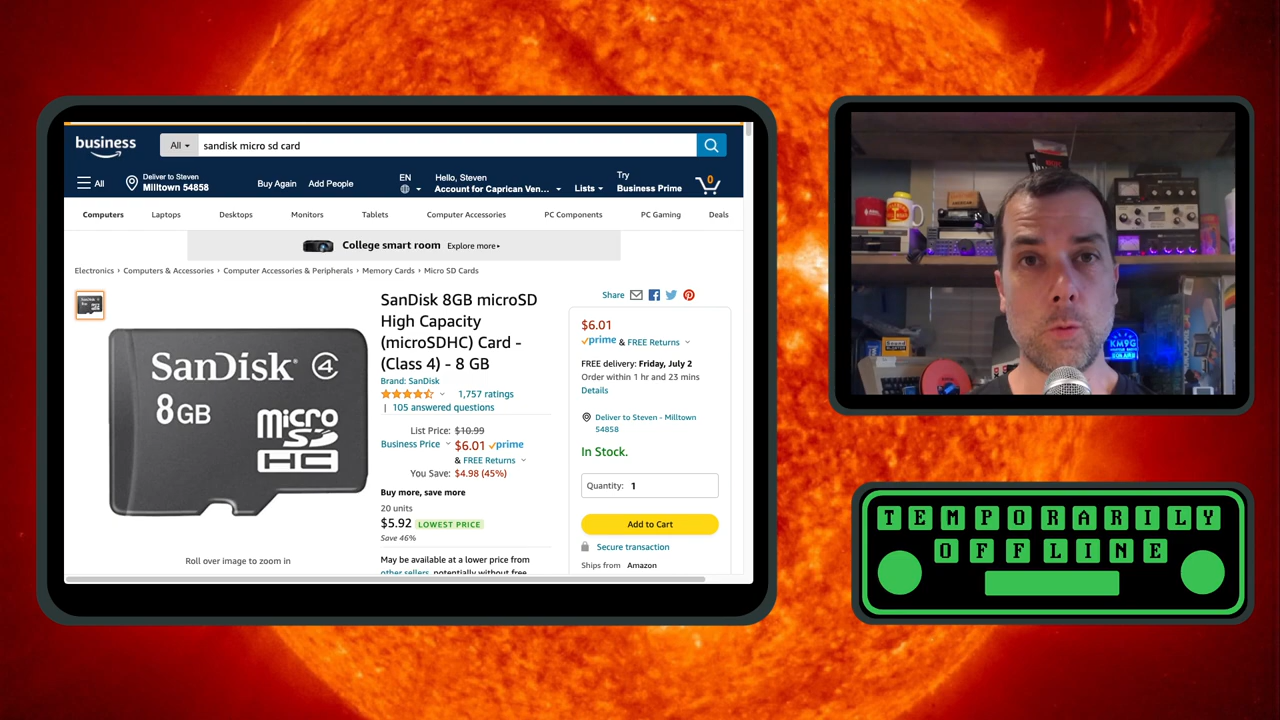 business
All
sandisk micro sd card
All
Deliver to Steven
Milltown 54858
Buy Again
Add People
EN
Hello, Steven
Account for Caprican Ven...
Lists
Try
Business Prime
0
Computers
Laptops
Desktops
Monitors
Tablets
Computer Accessories
PC Components
PC Gaming
Deals
College smart room Explore more▸
Electronics › Computers & Accessories › Computer Accessories & Peripherals › Memory Cards › Micro SD Cards
SanDisk 4
8GB
micro
SD
HC
Roll over image to zoom in
SanDisk 8GB microSD
High Capacity
(microSDHC) Card -
(Class 4) - 8 GB
Brand: SanDisk
1,757 ratings
| 105 answered questions
List Price: $10.99
Business Price $6.01 prime
& FREE Returns
You Save: $4.98 (45%)
Buy more, save more
20 units
$5.92 LOWEST PRICE
Save 46%
May be available at a lower price from
other sellers, potentially without free
Share
$6.01
prime & FREE Returns
FREE delivery: Friday, July 2
Order within 1 hr and 23 mins
Details
Deliver to Steven - Milltown
54858
In Stock.
Quantity: 1
Add to Cart
Secure transaction
Ships from Amazon
KM9G
TEMPORARILY
OFFLINE